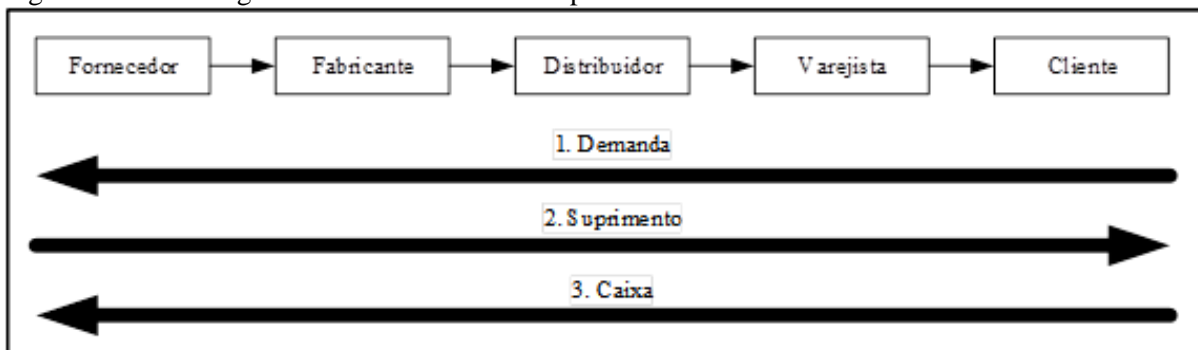 Fornecedor
Fabricante
Distribuidor
Varejista
Cliente
1. Demanda
2. Suprimento
3. Caixa